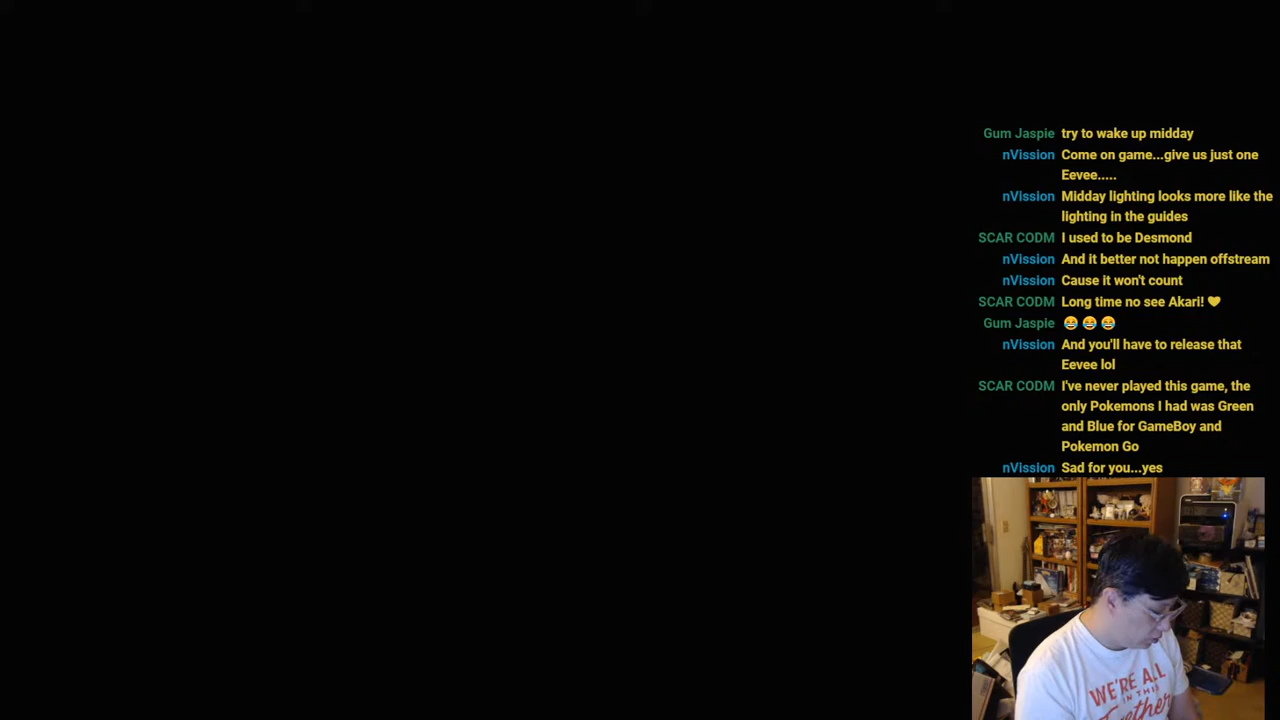 Gum Jaspie try to wake up midday
nVission Come on game...give us just one
Eevee.....
nVission Midday lighting looks more like the
lighting in the guides
SCAR CODM I used to be Desmond
nVission And it better not happen offstream
nVission Cause it won't count
SCAR CODM Long time no see Akari! 💛
Gum Jaspie 😂 😂 😂
nVission And you'll have to release that
Eevee lol
SCAR CODM I've never played this game, the
only Pokemons I had was Green
and Blue for GameBoy and
Pokemon Go
nVission Sad for you...yes
WE'RE ALL
IN THIS
Together